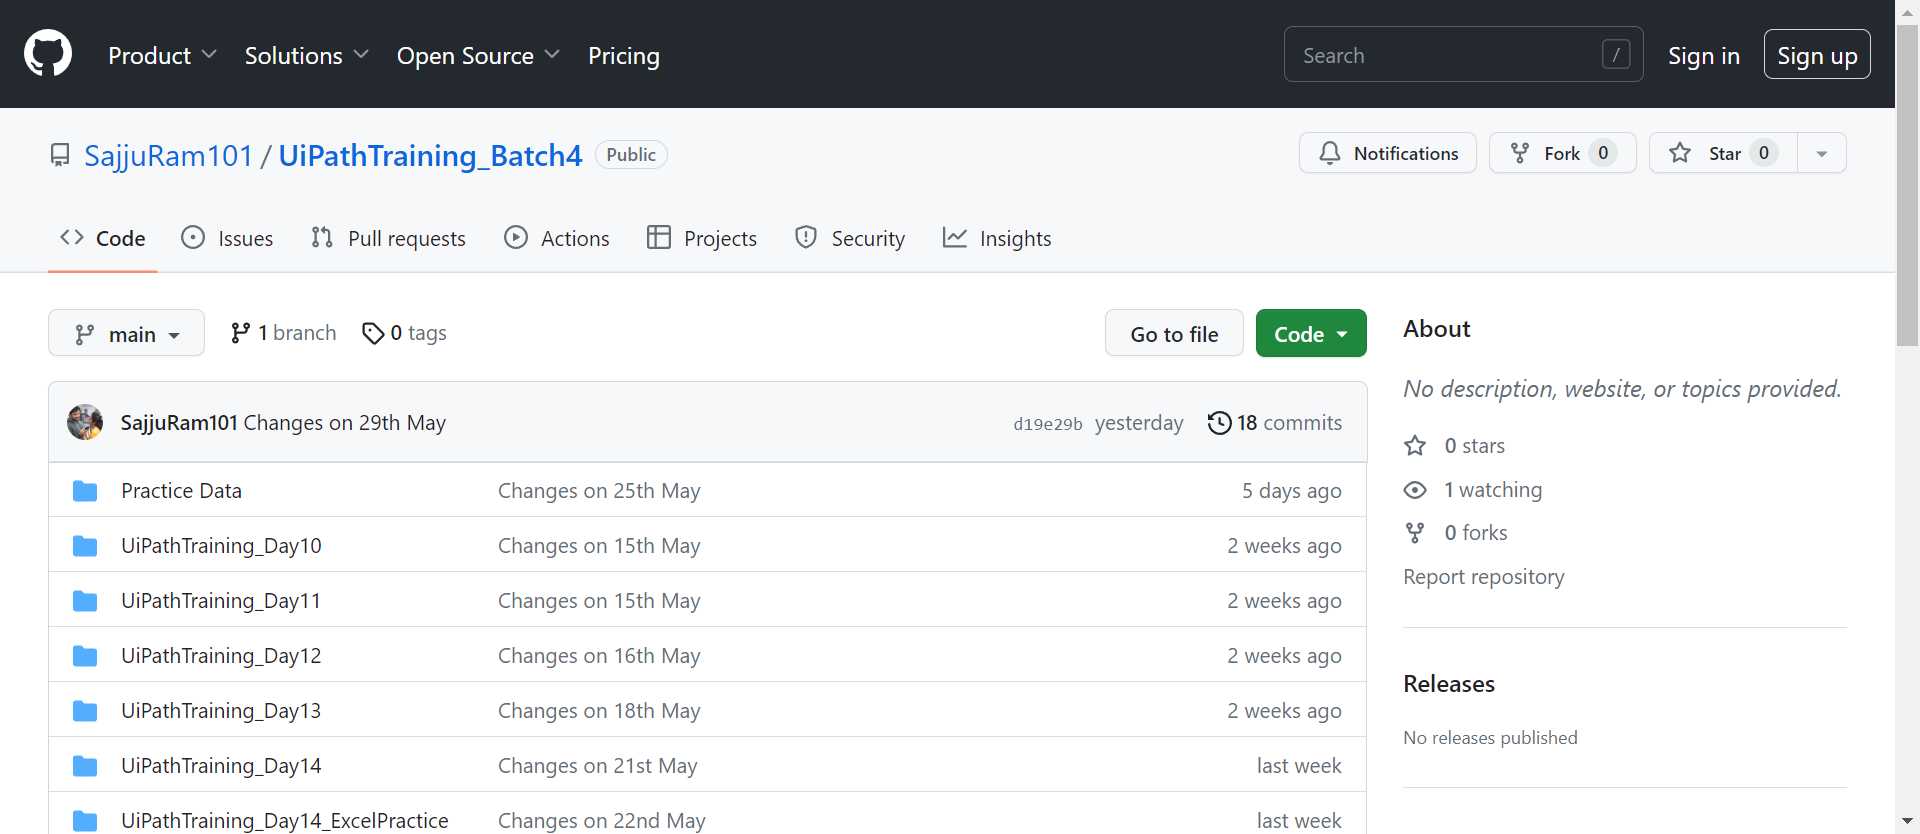 Product Solutions Open Source Pricing Search / Sign in Sign up
SajjuRam101 / UiPathTraining_Batch4 Public Notifications Fork 0 Star 0
Code Issues Pull requests Actions Projects Security Insights
main 1 branch 0 tags Go to file Code
SajjuRam101 Changes on 29th May d19e29b yesterday 18 commits
Practice Data Changes on 25th May 5 days ago
UiPathTraining_Day10 Changes on 15th May 2 weeks ago
UiPathTraining_Day11 Changes on 15th May 2 weeks ago
UiPathTraining_Day12 Changes on 16th May 2 weeks ago
UiPathTraining_Day13 Changes on 18th May 2 weeks ago
UiPathTraining_Day14 Changes on 21st May last week
UiPathTraining_Day14_ExcelPractice Changes on 22nd May last week
About
No description, website, or topics provided.
0 stars
1 watching
0 forks
Report repository
Releases
No releases published